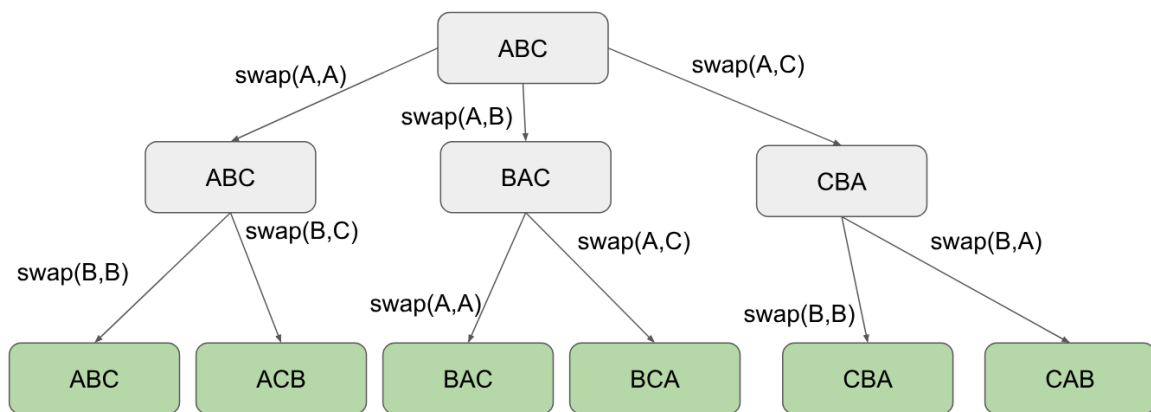 ABC
swap(A,A)
swap(A,B)
swap(A,C)
ABC
BAC
CBA
swap(B,B)
swap(B,C)
swap(A,A)
swap(A,C)
swap(B,B)
swap(B,A)
ABC
ACB
BAC
BCA
CBA
CAB